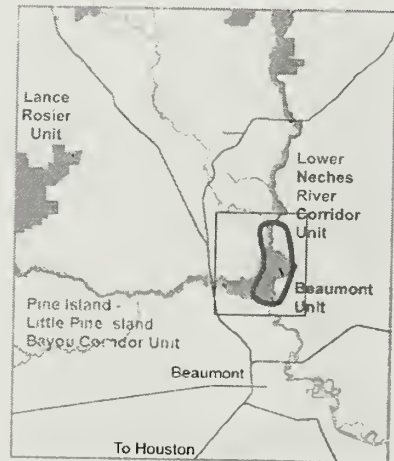 Lance
Rosier
Unit
Lower
Neches
River
Corridor
Unit
Beaumont
Unit
Pine Island -
Little Pine Island
Bayou Corridor Unit
Beaumont
To Houston